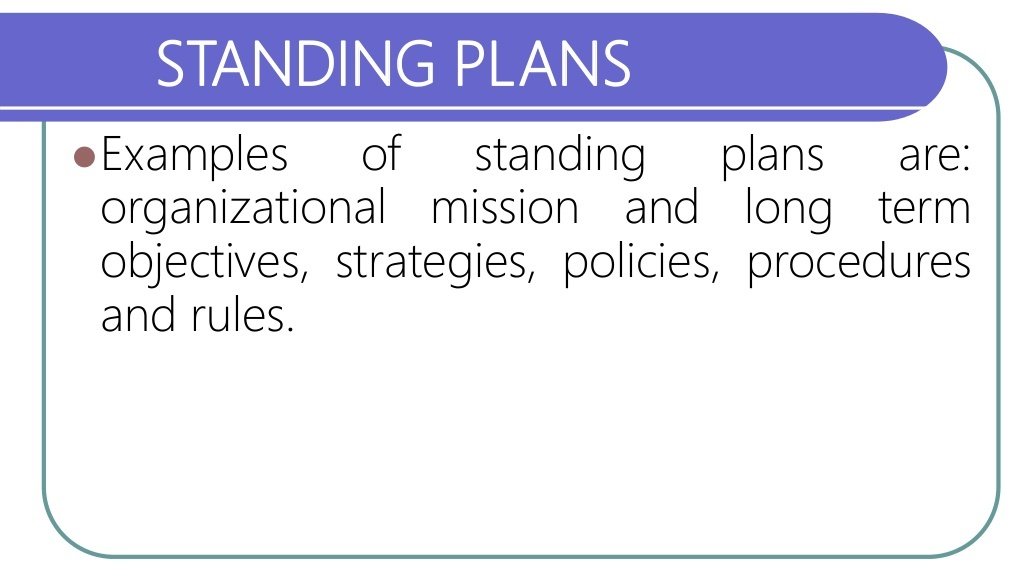 STANDING PLANS
●Examples of standing plans are:
organizational mission and long term
objectives, strategies, policies, procedures
and rules.